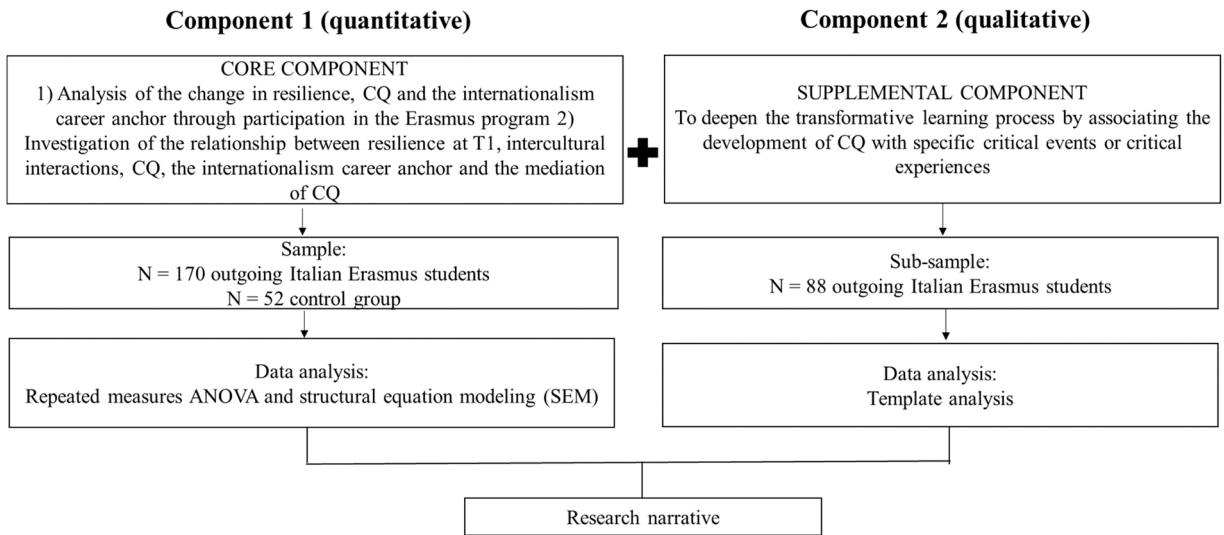 Component 1 (quantitative)
CORE COMPONENT
1) Analysis of the change in resilience, CQ and the internationalism
career anchor through participation in the Erasmus program 2)
Investigation of the relationship between resilience at T1, intercultural
interactions, CQ, the internationalism career anchor and the mediation
of CQ
Sample:
N = 170 outgoing Italian Erasmus students
N = 52 control group
Data analysis:
Repeated measures ANOVA and structural equation modeling (SEM)
Component 2 (qualitative)
SUPPLEMENTAL COMPONENT
To deepen the transformative learning process by associating the
development of CQ with specific critical events or critical
experiences
Sub-sample:
N = 88 outgoing Italian Erasmus students
Data analysis:
Template analysis
Research narrative